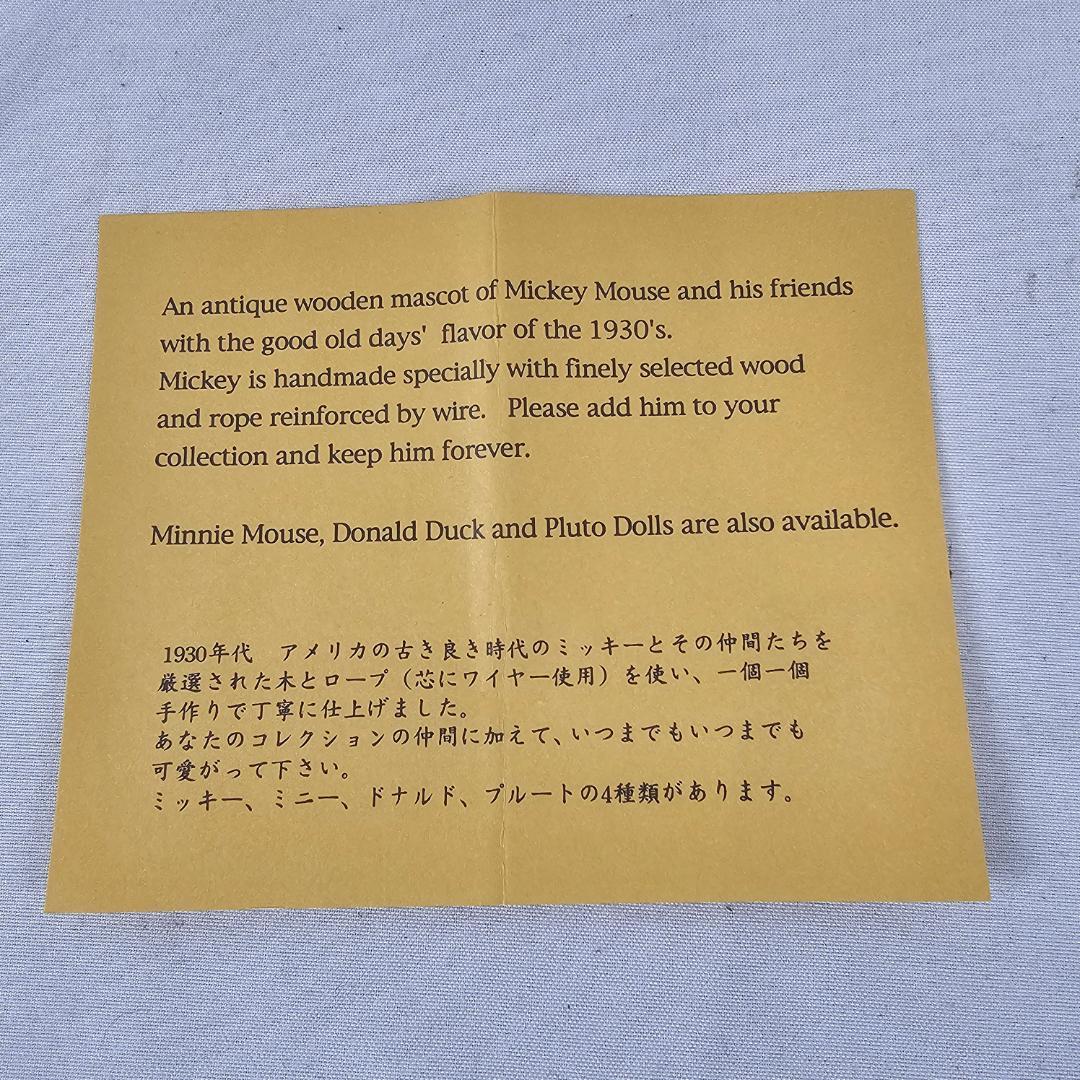 An antique wooden mascot of Mickey Mouse and his friends
with the good old days' flavor of the 1930's.
Mickey is handmade specially with finely selected wood
and rope reinforced by wire. Please add him to your
collection and keep him forever.
Minnie Mouse, Donald Duck and Pluto Dolls are also available.
1930年代　アメリカの古き良き時代のミッキーとその仲間たちを
厳選された木とロープ（芯にワイヤー使用）を使い、一個一個
手作りで丁寧に仕上げました。
あなたのコレクションの仲間に加えて、いつまでもいつまでも
可愛がって下さい。
ミッキー、ミニー、ドナルド、プルートの4種類があります。